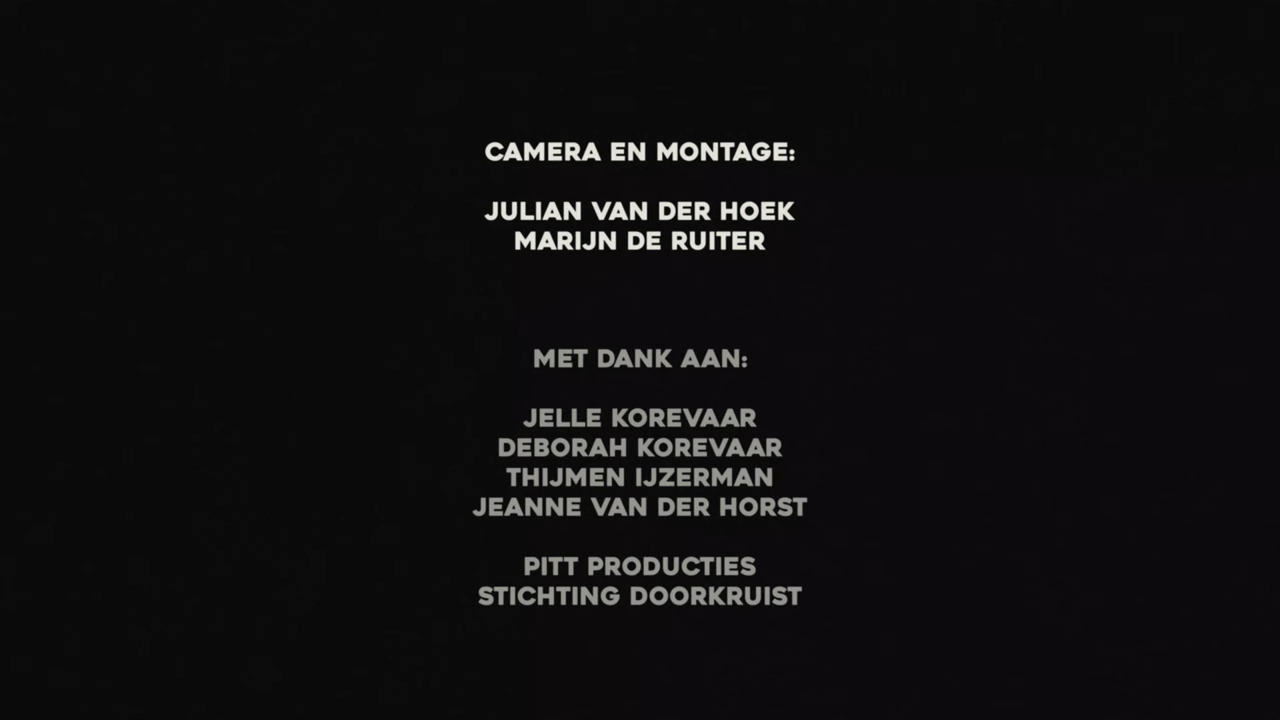 CAMERA EN MONTAGE:
JULIAN VAN DER HOEK
MARIJN DE RUITER
MET DANK AAN:
JELLE KOREVAAR
DEBORAH KOREVAAR
THIJMEN IJZERMAN
JEANNE VAN DER HORST
PITT PRODUCTIES
STICHTING DOORKRUIST